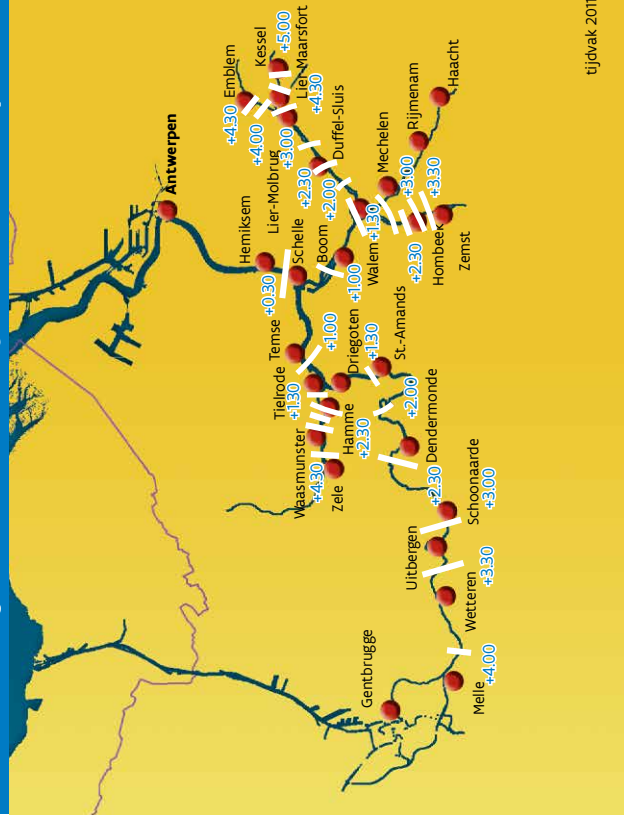 Antwerpen
Hemiksem
+0.30
Schelle
Temse
+1.00
Tielrode
+1.30
Waasmunster
+4.30
Zele
Hamme
+2.30
Driegoten
+1.30
St.-Amands
+2.00
Dendermonde
+2.30
Schoonaarde
+3.00
Uitbergen
+3.30
Wetteren
+4.00
Melle
Gentbrugge
Boom
+1.00
Walem
+1.30
+2.00
Duffel-Sluis
+2.30
Lier-Molbrug
+3.00
+4.00
Emblem
+4.30
Kessel
+5.00
Lier-Maarsfort
+4.30
Mechelen
+3.00
Rijmenam
Haacht
+3.30
+2.30
Hombeek
Zemst
tijdvak 2011